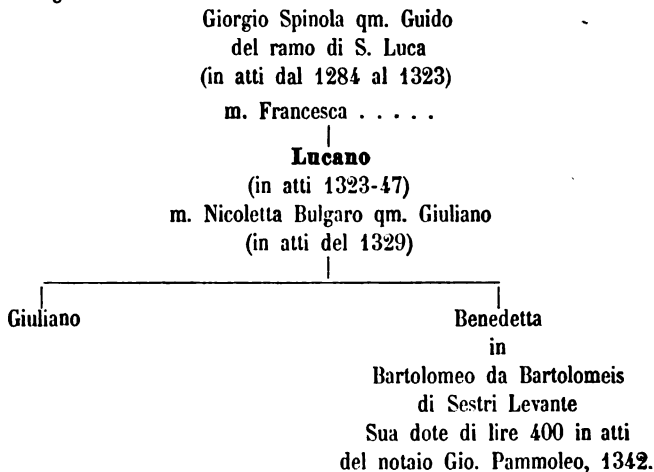 Giorgio Spinola qm. Guido
del ramo di S. Luca
(in atti dal 1284 al 1323)
m. Francesca . . . . .
Lucano
(in atti 1323-47)
m. Nicoletta Bulgaro qm. Giuliano
(in atti del 1329)
Giuliano
Benedetta
in
Bartolomeo da Bartolomeis
di Sestri Levante
Sua dote di lire 400 in atti
del notaio Gio. Pammoleo, 1342.